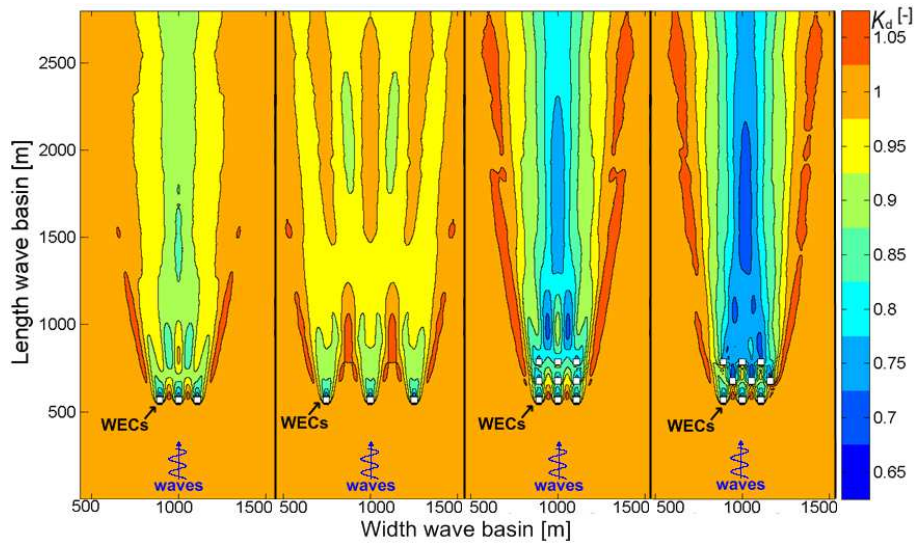 K_d [-]
1.05
1
0.95
0.9
0.85
0.8
0.75
0.7
0.65
Length wave basin [m]
2500
2000
1500
1000
500
WECs
WECs
WECs
WECs
waves
waves
waves
waves
500 1000 1500 500 1000 1500 500 1000 1500 500 1000 1500
Width wave basin [m]